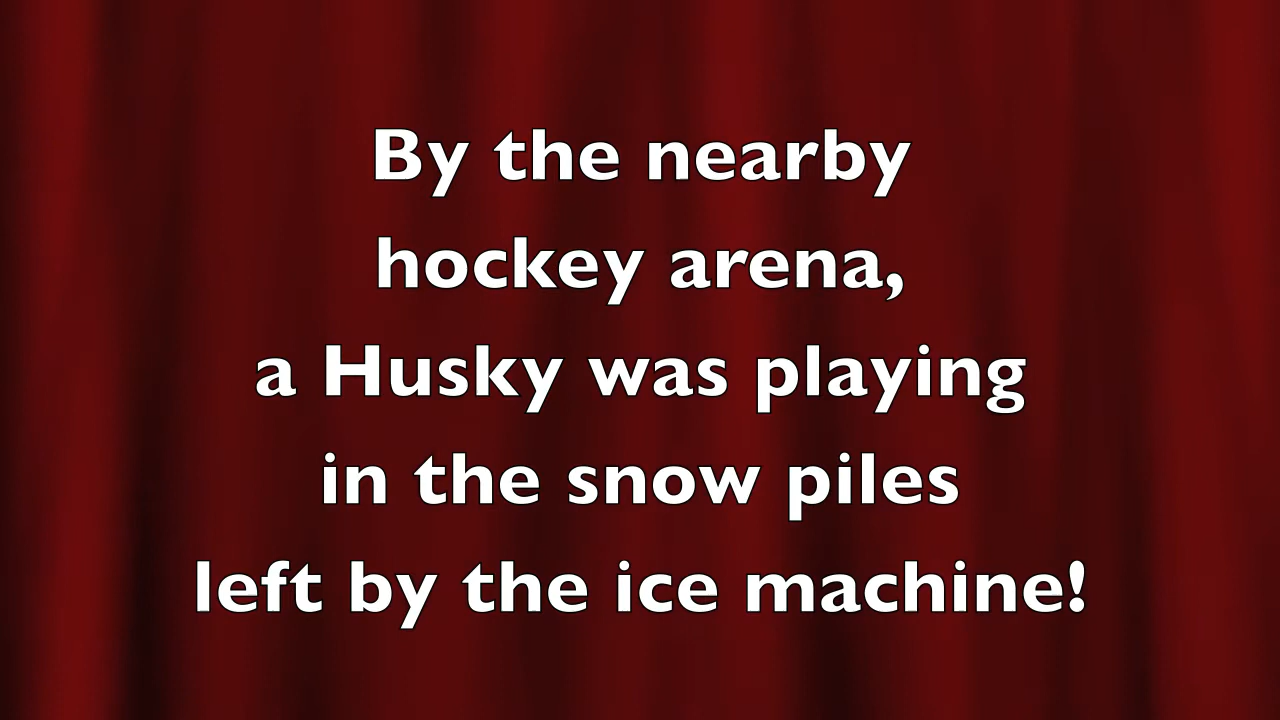 By the nearby
hockey arena,
a Husky was playing
in the snow piles
left by the ice machine!